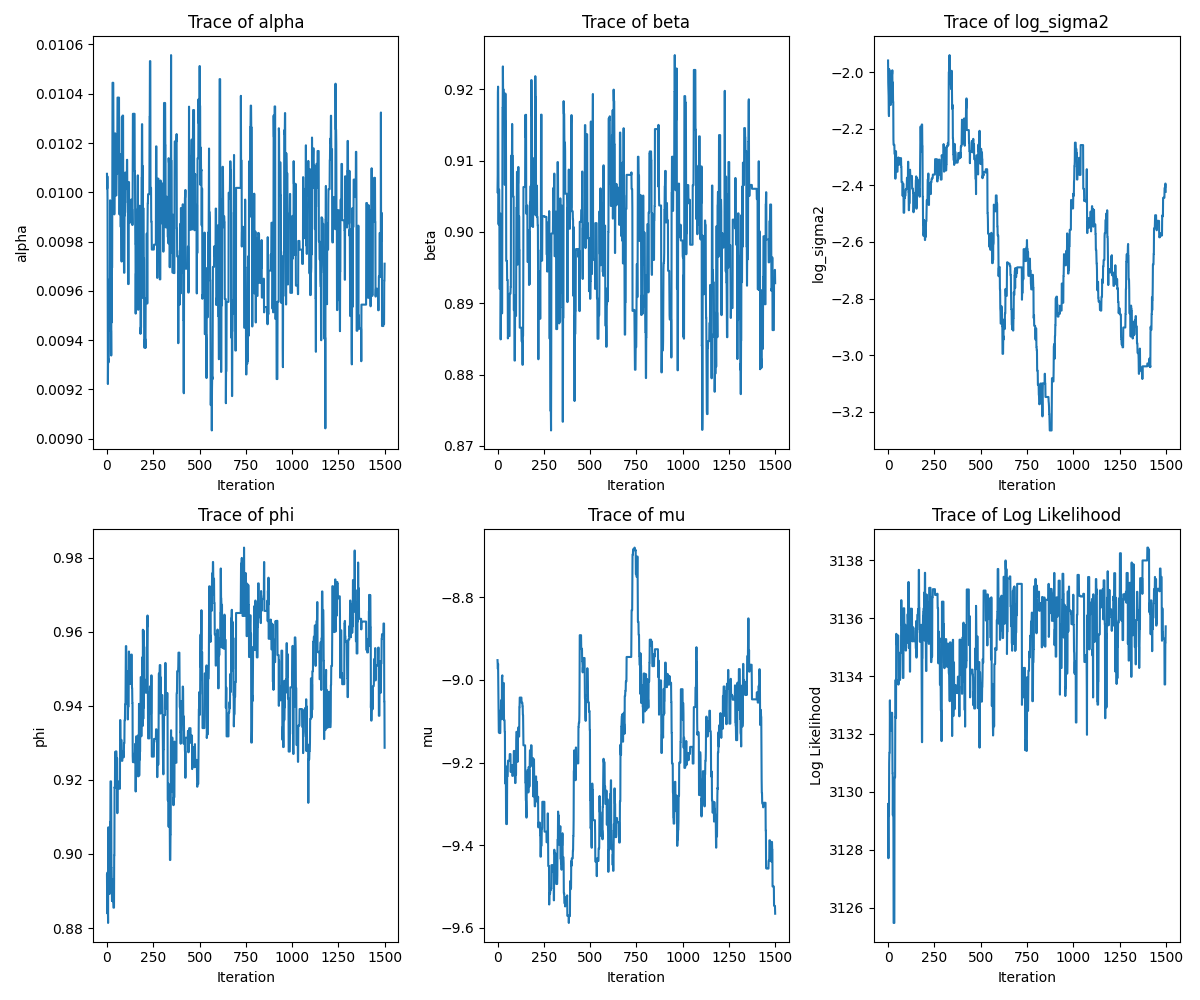 Trace of alpha
0.0106
0.0104
0.0102
0.0100
0.0098
0.0096
0.0094
0.0092
0.0090
alpha
0 250 500 750 1000 1250 1500
Iteration
Trace of beta
0.92
0.91
0.90
0.89
0.88
0.87
beta
0 250 500 750 1000 1250 1500
Iteration
Trace of log_sigma2
−2.0
−2.2
−2.4
−2.6
−2.8
−3.0
−3.2
log_sigma2
0 250 500 750 1000 1250 1500
Iteration
Trace of phi
0.98
0.96
0.94
0.92
0.90
0.88
phi
0 250 500 750 1000 1250 1500
Iteration
Trace of mu
−8.8
−9.0
−9.2
−9.4
−9.6
mu
0 250 500 750 1000 1250 1500
Iteration
Trace of Log Likelihood
3138
3136
3134
3132
3130
3128
3126
Log Likelihood
0 250 500 750 1000 1250 1500
Iteration